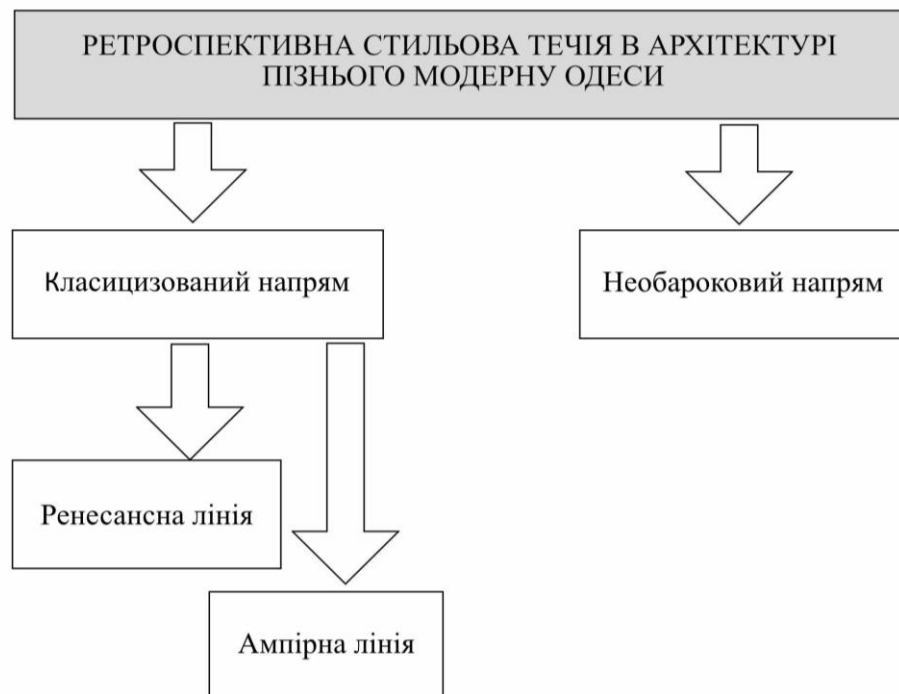 РЕТРОСПЕКТИВНА СТИЛЬОВА ТЕЧІЯ В АРХІТЕКТУРІ
ПІЗНЬОГО МОДЕРНУ ОДЕСИ
Класицизований напрям
Необароковий напрям
Ренесансна лінія
Ампірна лінія